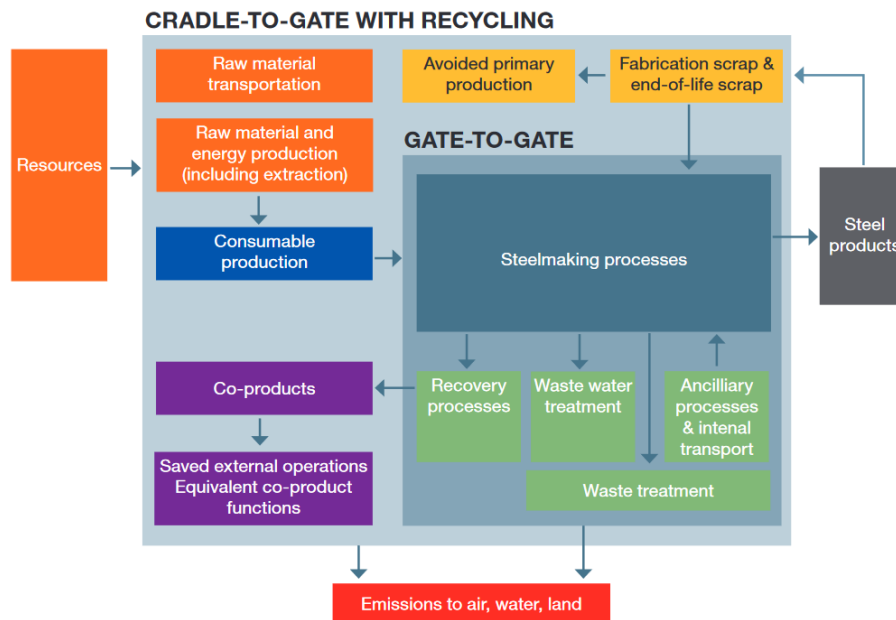 CRADLE-TO-GATE WITH RECYCLING
Resources
Raw material
transportation
Avoided primary
production
Fabrication scrap &
end-of-life scrap
Raw material and
energy production
(including extraction)
GATE-TO-GATE
Consumable
production
Steelmaking processes
Steel
products
Co-products
Recovery
processes
Waste water
treatment
Ancilliary
processes
& intenal
transport
Saved external operations
Equivalent co-product
functions
Waste treatment
Emissions to air, water, land